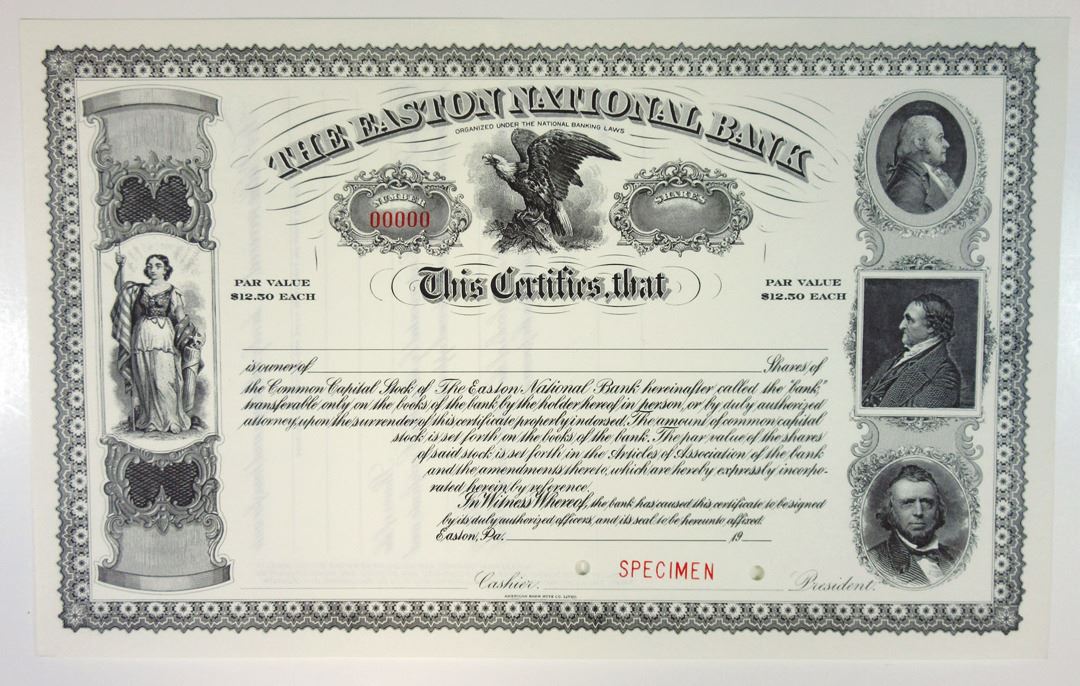 THE EASTON NATIONAL BANK
ORGANIZED UNDER THE NATIONAL BANKING LAWS
NUMBER
00000
SHARES
PAR VALUE
$12.50 EACH
This Certifies, that
PAR VALUE
$12.50 EACH
is owner of Shares of
the Common Capital Stock of The Easton National Bank hereinafter called the "bank,"
transferable only on the books of the bank by the holder hereof in person, or by duly authorized
attorney, upon the surrender of this certificate properly indorsed. The amount of common capital
stock is set forth on the books of the bank. The par value of the shares
of said stock is set forth in the Articles of Association of the bank
and the amendments thereto, which are hereby expressly incorpo-
rated herein by reference.
In Witness Whereof, the bank has caused this certificate to be signed
by its duly authorized officers, and its seal to be hereunto affixed.
Easton, Pa. 19
SPECIMEN
Cashier. President.
AMERICAN BANK NOTE CO. LITHO.